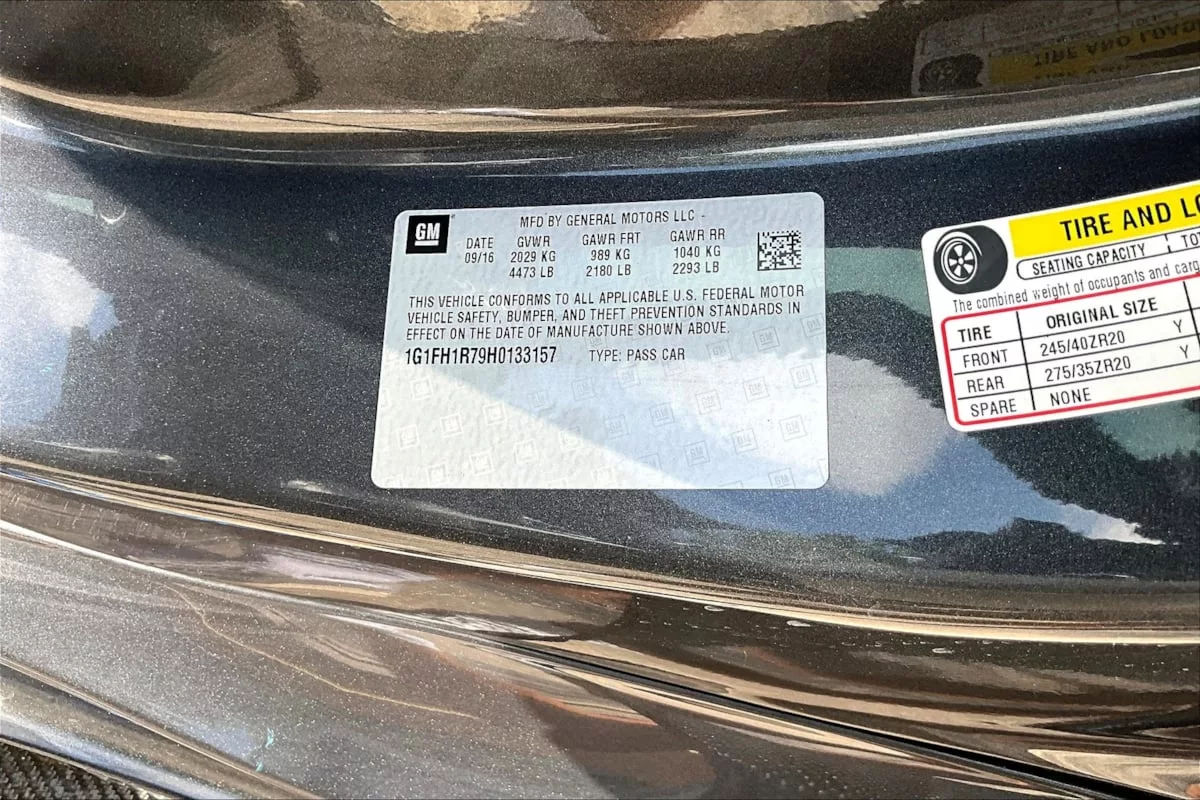 GM
MFD BY GENERAL MOTORS LLC -
DATE GVWR GAWR FRT GAWR RR
09/16 2029 KG 989 KG 1040 KG
4473 LB 2180 LB 2293 LB
THIS VEHICLE CONFORMS TO ALL APPLICABLE U.S. FEDERAL MOTOR
VEHICLE SAFETY, BUMPER, AND THEFT PREVENTION STANDARDS IN
EFFECT ON THE DATE OF MANUFACTURE SHOWN ABOVE.
1G1FH1R79H0133157 TYPE: PASS CAR
TIRE AND LO
SEATING CAPACITY TOT
The combined weight of occupants and carg
TIRE ORIGINAL SIZE
FRONT 245/40ZR20 Y
REAR 275/35ZR20 Y
SPARE NONE
TIRE AND LOAD